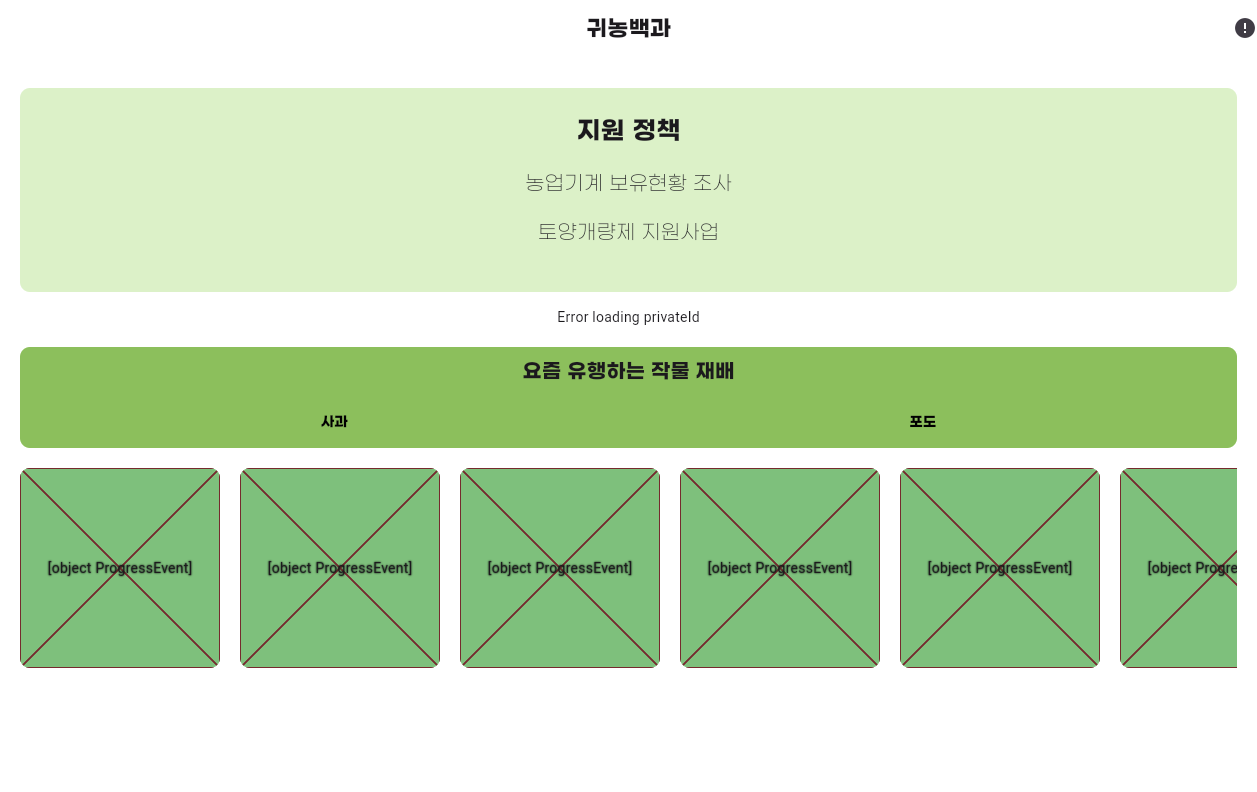 귀농백과
지원 정책
농업기계 보유현황 조사
토양개량제 지원사업
Error loading privateId
요즘 유행하는 작물 재배
사과 포도
[object ProgressEvent] [object ProgressEvent] [object ProgressEvent] [object ProgressEvent] [object ProgressEvent] [object Progre